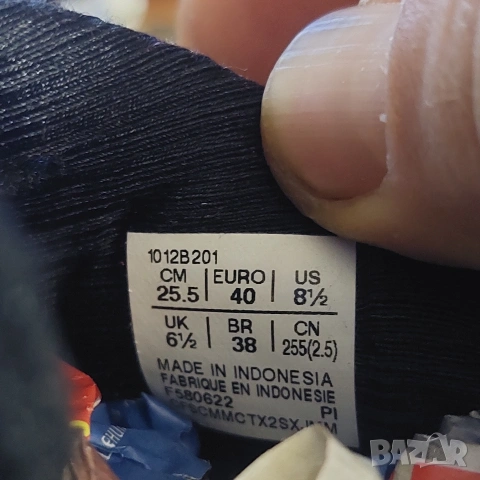 1012B201
CM EURO US
25.5 40 8½
UK BR CN
6½ 38 255(2.5)
MADE IN INDONESIA
FABRIQUE EN INDONESIE
F580622 PI
BAZAR